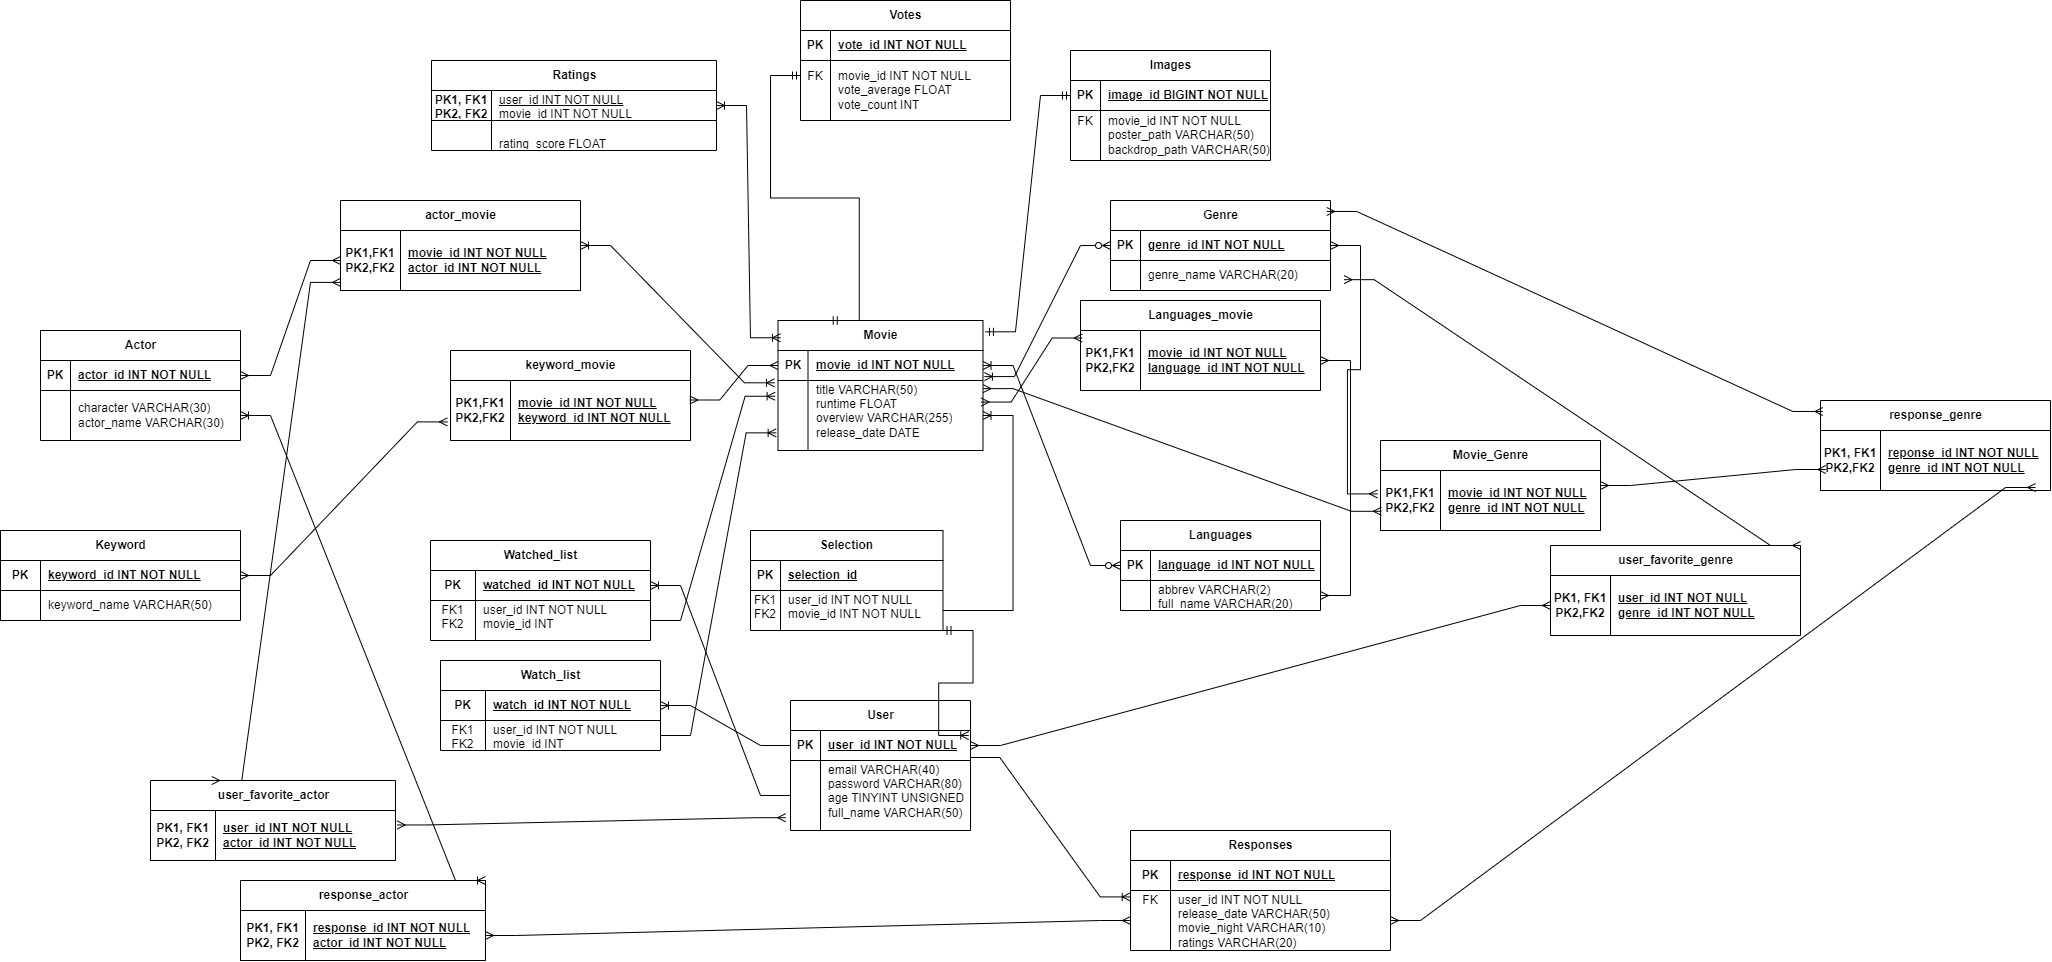 Votes
PK vote_id INT NOT NULL
FK movie_id INT NOT NULL
vote_average FLOAT
vote_count INT
Ratings
PK1, FK1 user_id INT NOT NULL
PK2, FK2 movie_id INT NOT NULL
rating_score FLOAT
Images
PK image_id BIGINT NOT NULL
FK movie_id INT NOT NULL
poster_path VARCHAR(50)
backdrop_path VARCHAR(50)
actor_movie
PK1,FK1 movie_id INT NOT NULL
PK2,FK2 actor_id INT NOT NULL
Genre
PK genre_id INT NOT NULL
genre_name VARCHAR(20)
Languages_movie
PK1,FK1 movie_id INT NOT NULL
PK2,FK2 language_id INT NOT NULL
Movie
PK movie_id INT NOT NULL
title VARCHAR(50)
runtime FLOAT
overview VARCHAR(255)
release_date DATE
Actor
PK actor_id INT NOT NULL
character VARCHAR(30)
actor_name VARCHAR(30)
keyword_movie
PK1,FK1 movie_id INT NOT NULL
PK2,FK2 keyword_id INT NOT NULL
response_genre
PK1, FK1 reponse_id INT NOT NULL
PK2,FK2 genre_id INT NOT NULL
Movie_Genre
PK1,FK1 movie_id INT NOT NULL
PK2,FK2 genre_id INT NOT NULL
Keyword
PK keyword_id INT NOT NULL
keyword_name VARCHAR(50)
Watched_list
PK watched_id INT NOT NULL
FK1 user_id INT NOT NULL
FK2 movie_id INT
Selection
PK selection_id
FK1 user_id INT NOT NULL
FK2 movie_id INT NOT NULL
Languages
PK language_id INT NOT NULL
abbrev VARCHAR(2)
full_name VARCHAR(20)
user_favorite_genre
PK1, FK1 user_id INT NOT NULL
PK2,FK2 genre_id INT NOT NULL
Watch_list
PK watch_id INT NOT NULL
FK1 user_id INT NOT NULL
FK2 movie_id INT
User
PK user_id INT NOT NULL
email VARCHAR(40)
password VARCHAR(80)
age TINYINT UNSIGNED
full_name VARCHAR(50)
user_favorite_actor
PK1, FK1 user_id INT NOT NULL
PK2, FK2 actor_id INT NOT NULL
Responses
PK response_id INT NOT NULL
FK user_id INT NOT NULL
release_date VARCHAR(50)
movie_night VARCHAR(10)
ratings VARCHAR(20)
response_actor
PK1, FK1 response_id INT NOT NULL
PK2, FK2 actor_id INT NOT NULL